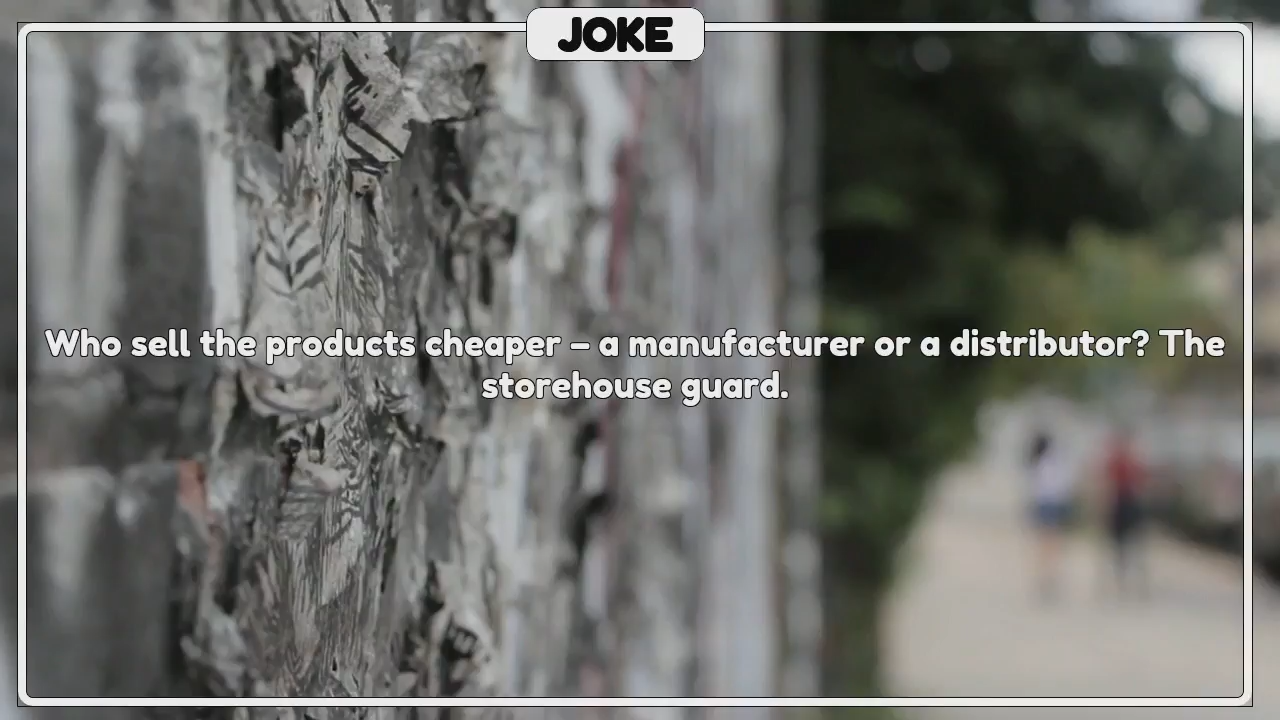 JOKE
Who sell the products cheaper – a manufacturer or a distributor? The
storehouse guard.